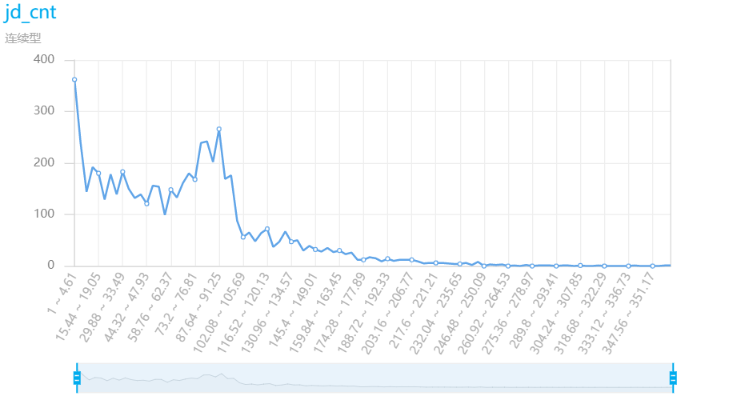 jd_cnt
连续型
400
300
200
100
0
1 ~ 4.61
15.44 ~ 19.05
29.88 ~ 33.49
44.32 ~ 47.93
58.76 ~ 62.37
73.2 ~ 76.81
87.64 ~ 91.25
102.08 ~ 105.69
116.52 ~ 120.13
130.96 ~ 134.57
145.4 ~ 149.01
159.84 ~ 163.45
174.28 ~ 177.89
188.72 ~ 192.33
203.16 ~ 206.77
217.6 ~ 221.21
232.04 ~ 235.65
246.48 ~ 250.09
260.92 ~ 264.53
275.36 ~ 278.97
289.8 ~ 293.41
304.24 ~ 307.85
318.68 ~ 322.29
333.12 ~ 336.73
347.56 ~ 351.17